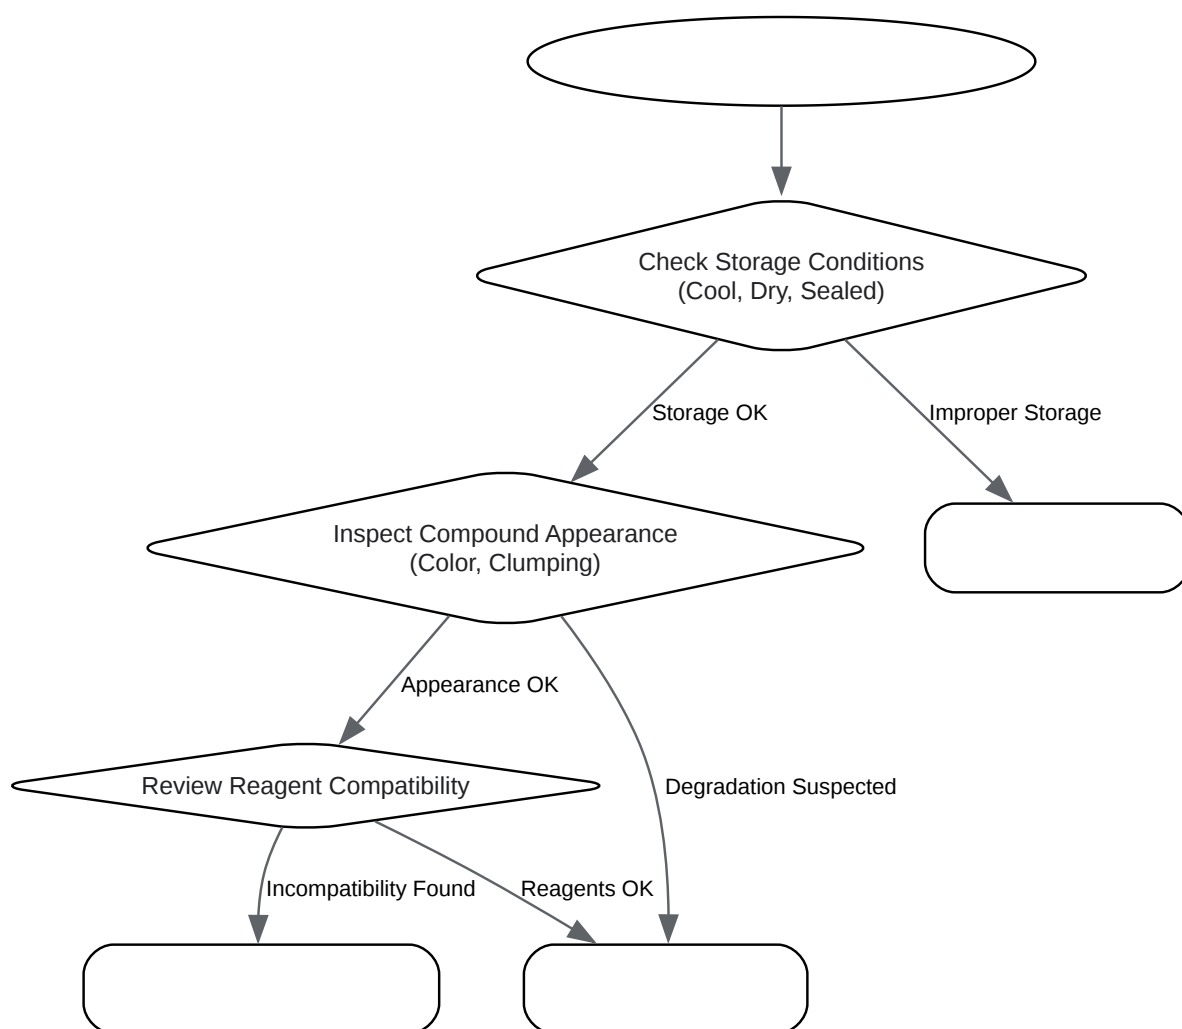 Check Storage Conditions
(Cool, Dry, Sealed)
Storage OK
Improper Storage
Inspect Compound Appearance
(Color, Clumping)
Appearance OK
Review Reagent Compatibility
Degradation Suspected
Incompatibility Found
Reagents OK